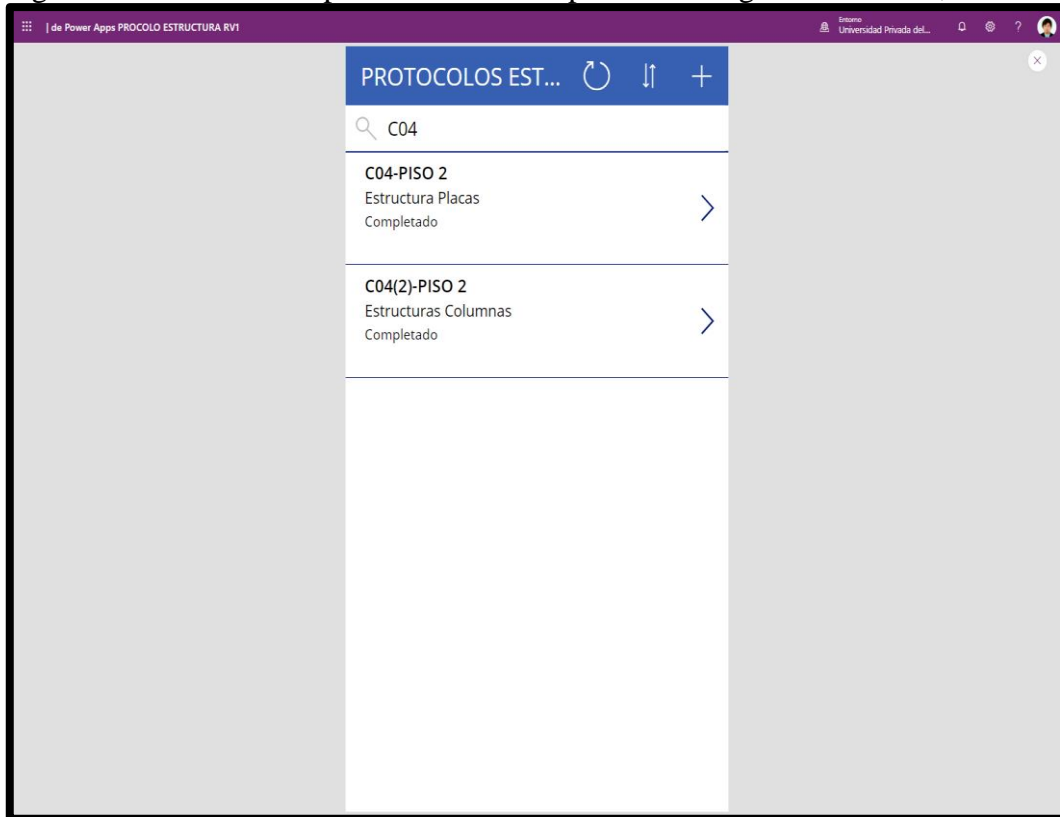 | de Power Apps PROCOLO ESTRUCTURA RV1
Entorno
Universidad Privada del...
?
PROTOCOLOS EST...
C04
C04-PISO 2
Estructura Placas
Completado
C04(2)-PISO 2
Estructuras Columnas
Completado